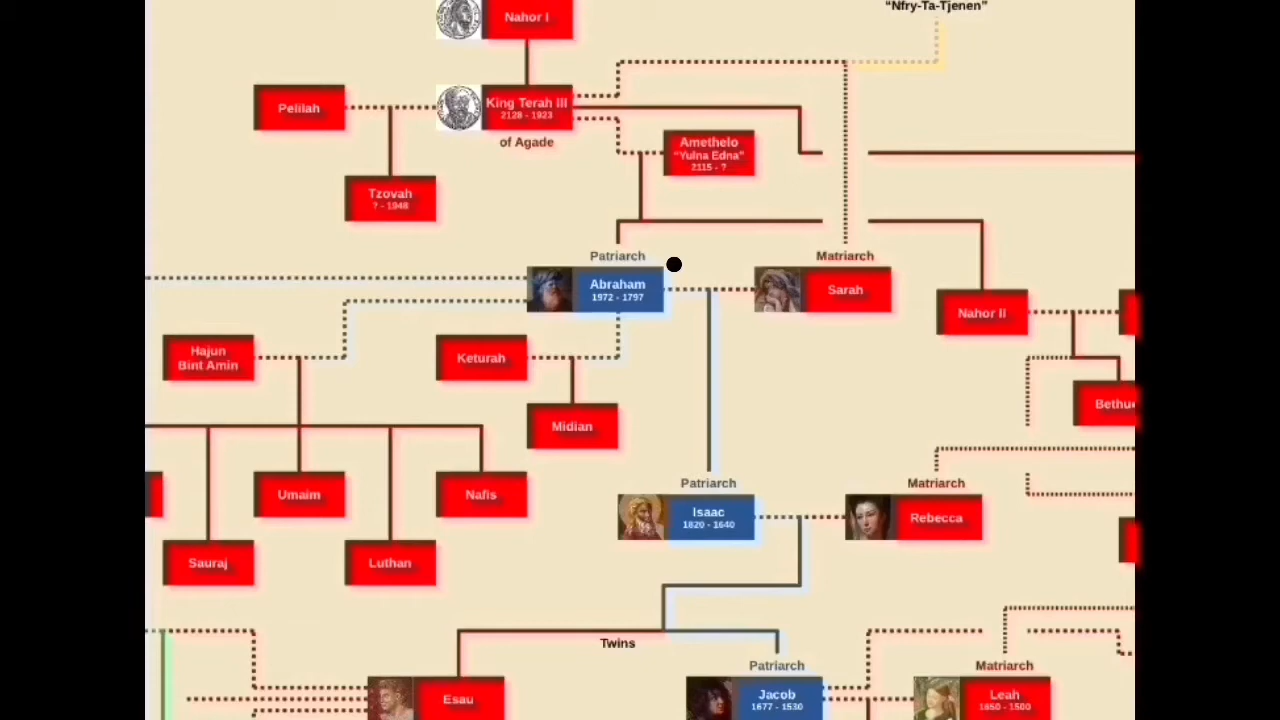 "Nfry-Ta-Tjenen"
Nahor I
Pelilah
King Terah III
2128 - 1923
of Agade
Amethelo
"Yulna Edna"
2115 - ?
Tzovah
? - 1948
Patriarch
Abraham
1972 - 1797
Matriarch
Sarah
Nahor II
Hajun
Bint Amin
Keturah
Midian
Umaim
Nafis
Sauraj
Luthan
Patriarch
Isaac
1820 - 1640
Matriarch
Rebecca
Twins
Esau
Patriarch
Jacob
1677 - 1530
Matriarch
Leah